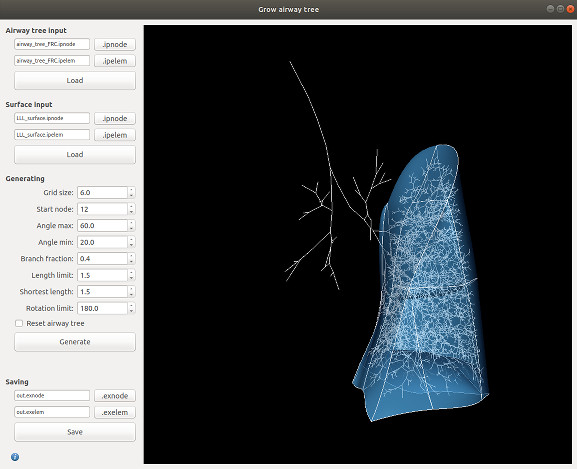 Grow airway tree
Airway tree input
airway_tree_FRC.ipnode .ipnode
airway_tree_FRC.ipelem .ipelem
Load
Surface input
LLL_surface.ipnode .ipnode
LLL_surface.ipelem .ipelem
Load
Generating
Grid size: 6.0
Start node: 12
Angle max: 60.0
Angle min: 20.0
Branch fraction: 0.4
Length limit: 1.5
Shortest length: 1.5
Rotation limit: 180.0
Reset airway tree
Generate
Saving
out.exnode .exnode
out.exelem .exelem
Save